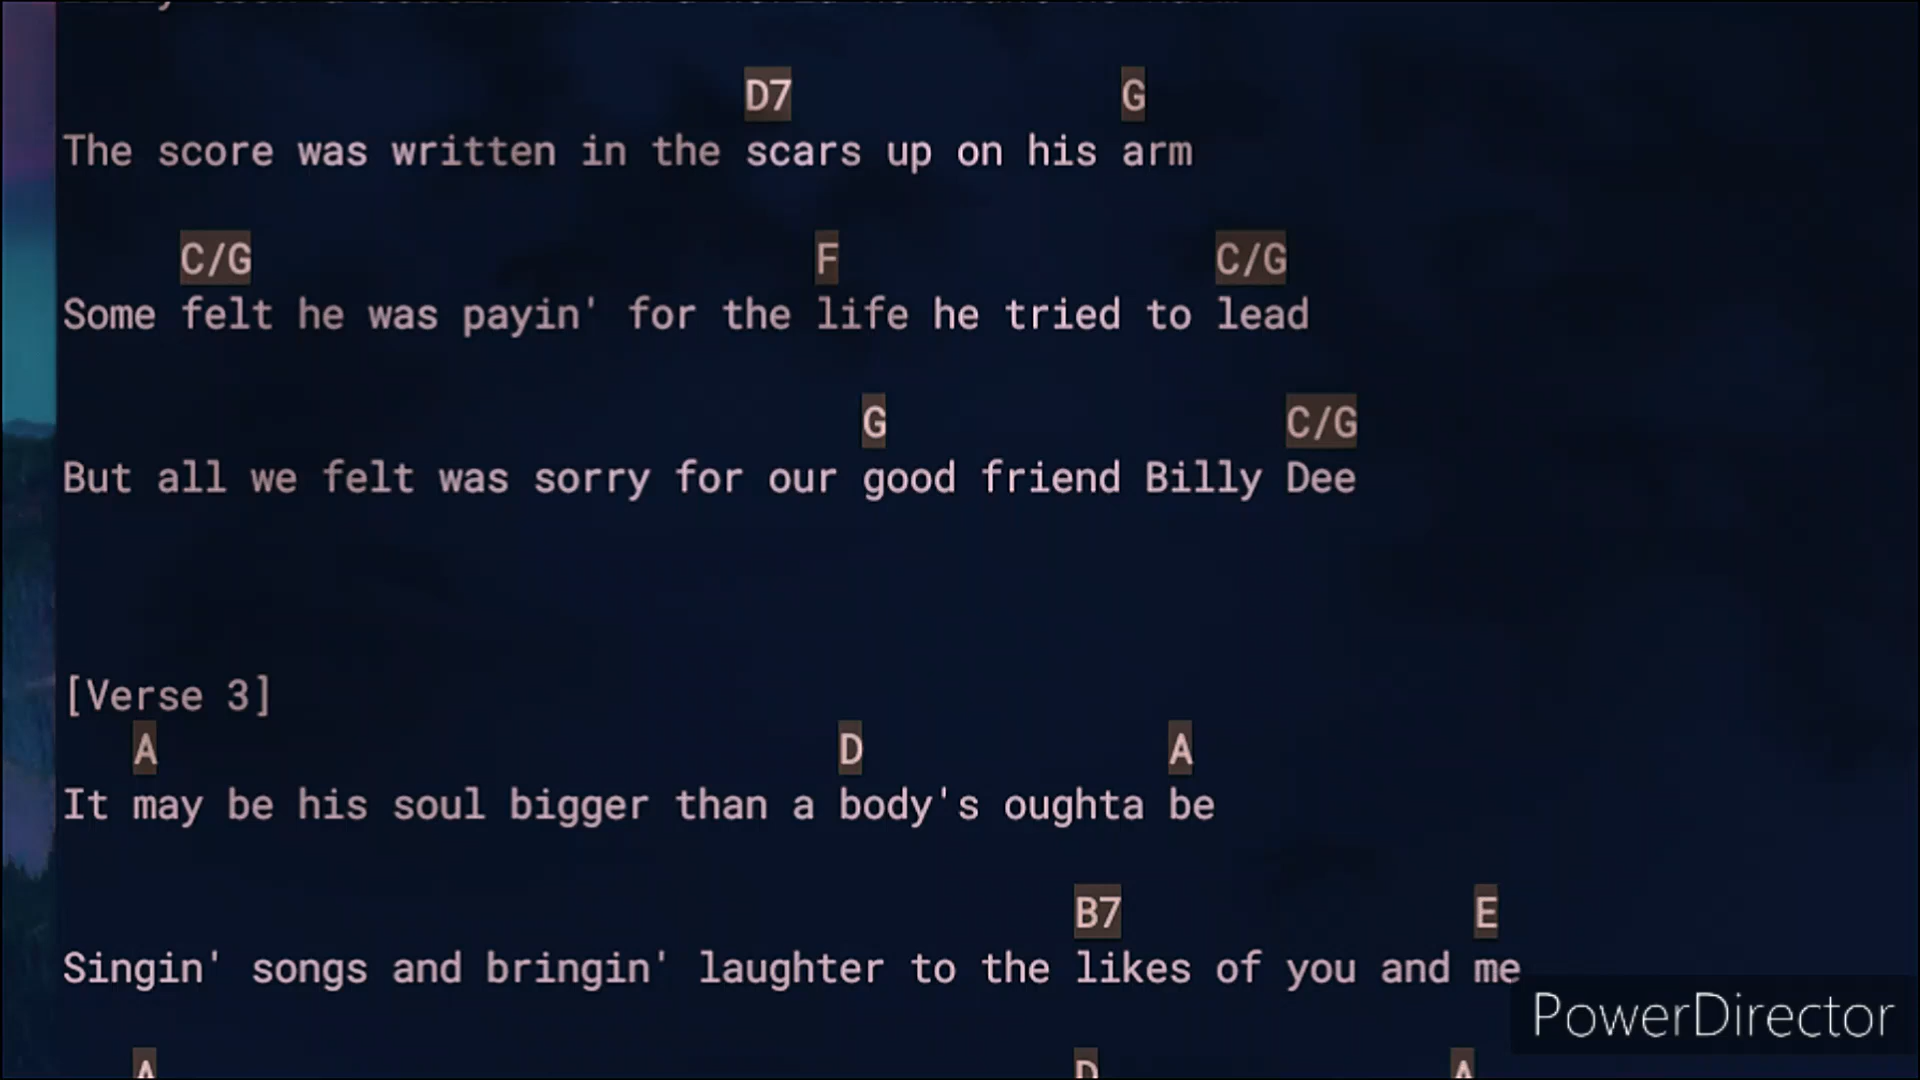 D7 G
The score was written in the scars up on his arm
C/G F C/G
Some felt he was payin' for the life he tried to lead
G C/G
But all we felt was sorry for our good friend Billy Dee
[Verse 3]
A D A
It may be his soul bigger than a body's oughta be
B7 E
Singin' songs and bringin' laughter to the likes of you and me
PowerDirector
A D A